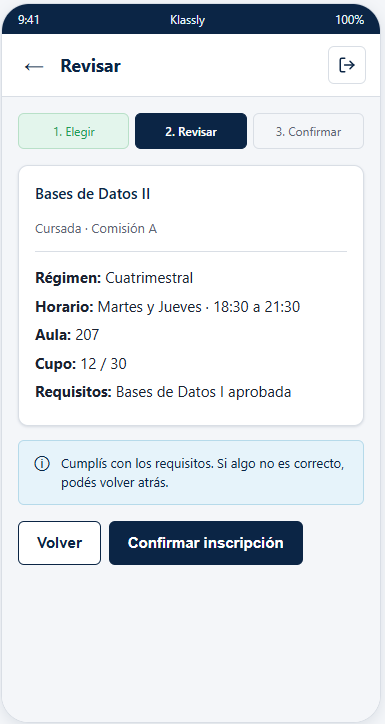 9:41 Klassly 100%
← Revisar
1. Elegir 2. Revisar 3. Confirmar
Bases de Datos II
Cursada · Comisión A
Régimen: Cuatrimestral
Horario: Martes y Jueves · 18:30 a 21:30
Aula: 207
Cupo: 12 / 30
Requisitos: Bases de Datos I aprobada
Cumplís con los requisitos. Si algo no es correcto,
podés volver atrás.
Volver Confirmar inscripción